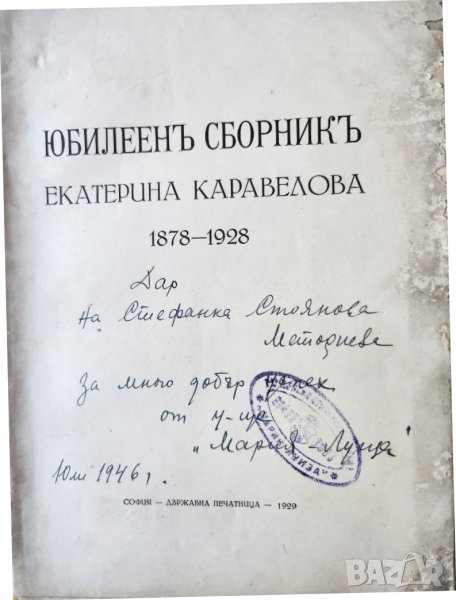 ЮБИЛЕЕНЪ СБОРНИКЪ
ЕКАТЕРИНА КАРАВЕЛОВА
1878—1928
Дар
На Стефанка Стоянова
Методиева
За много добър успех
от у-ще
"Мария Луиза"
Юли 1946 г.
СОФИЯ — ДЪРЖАВНА ПЕЧАТНИЦА — 1929
BAZAR